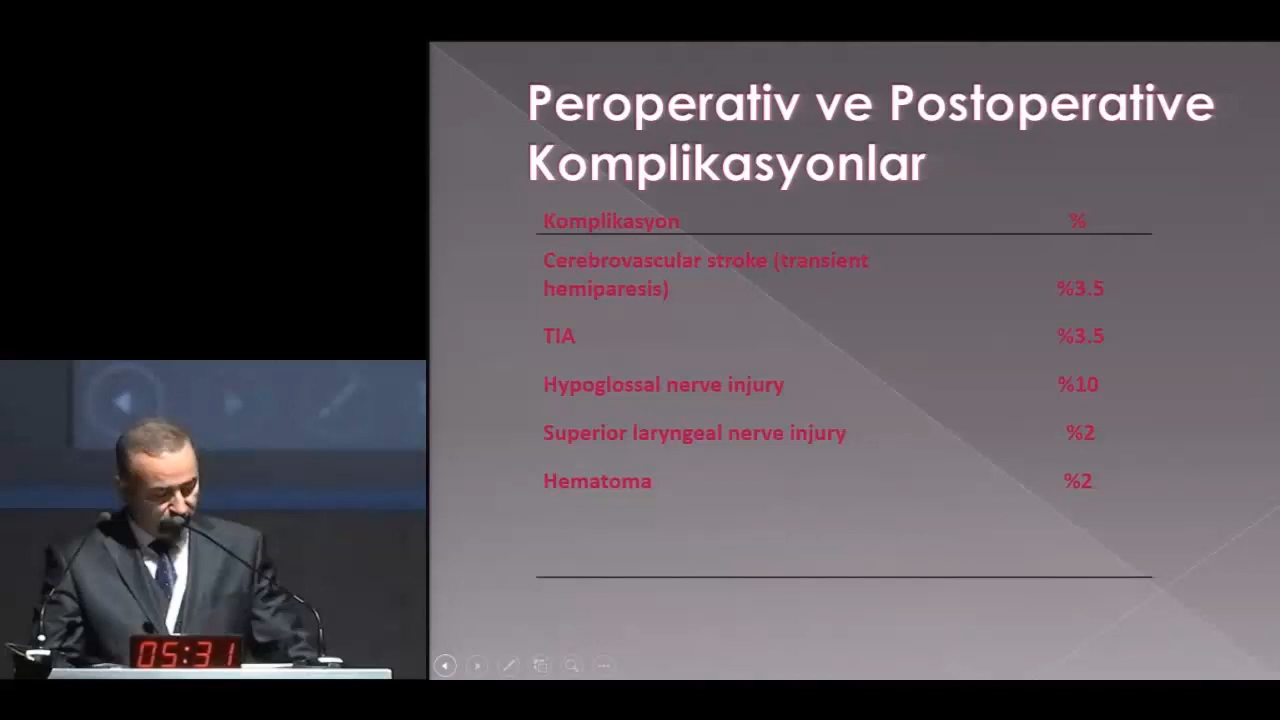 Peroperativ ve Postoperative
Komplikasyonlar
Komplikasyon %
Cerebrovascular stroke (transient
hemiparesis) %3.5
TIA %3.5
Hypoglossal nerve injury %10
Superior laryngeal nerve injury %2
Hematoma %2
05:31